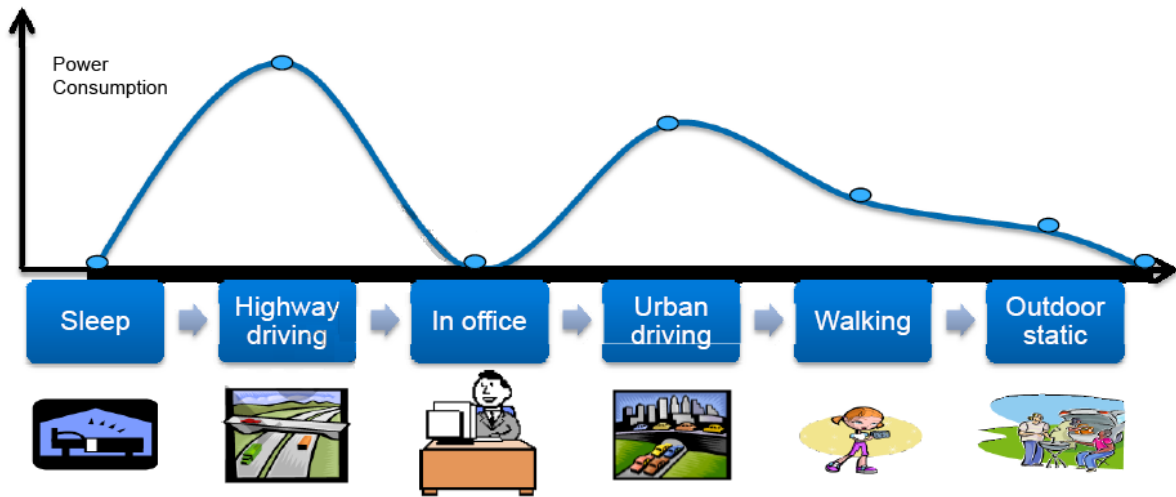 Power
Consumption
Sleep
Highway
driving
In office
Urban
driving
Walking
Outdoor
static